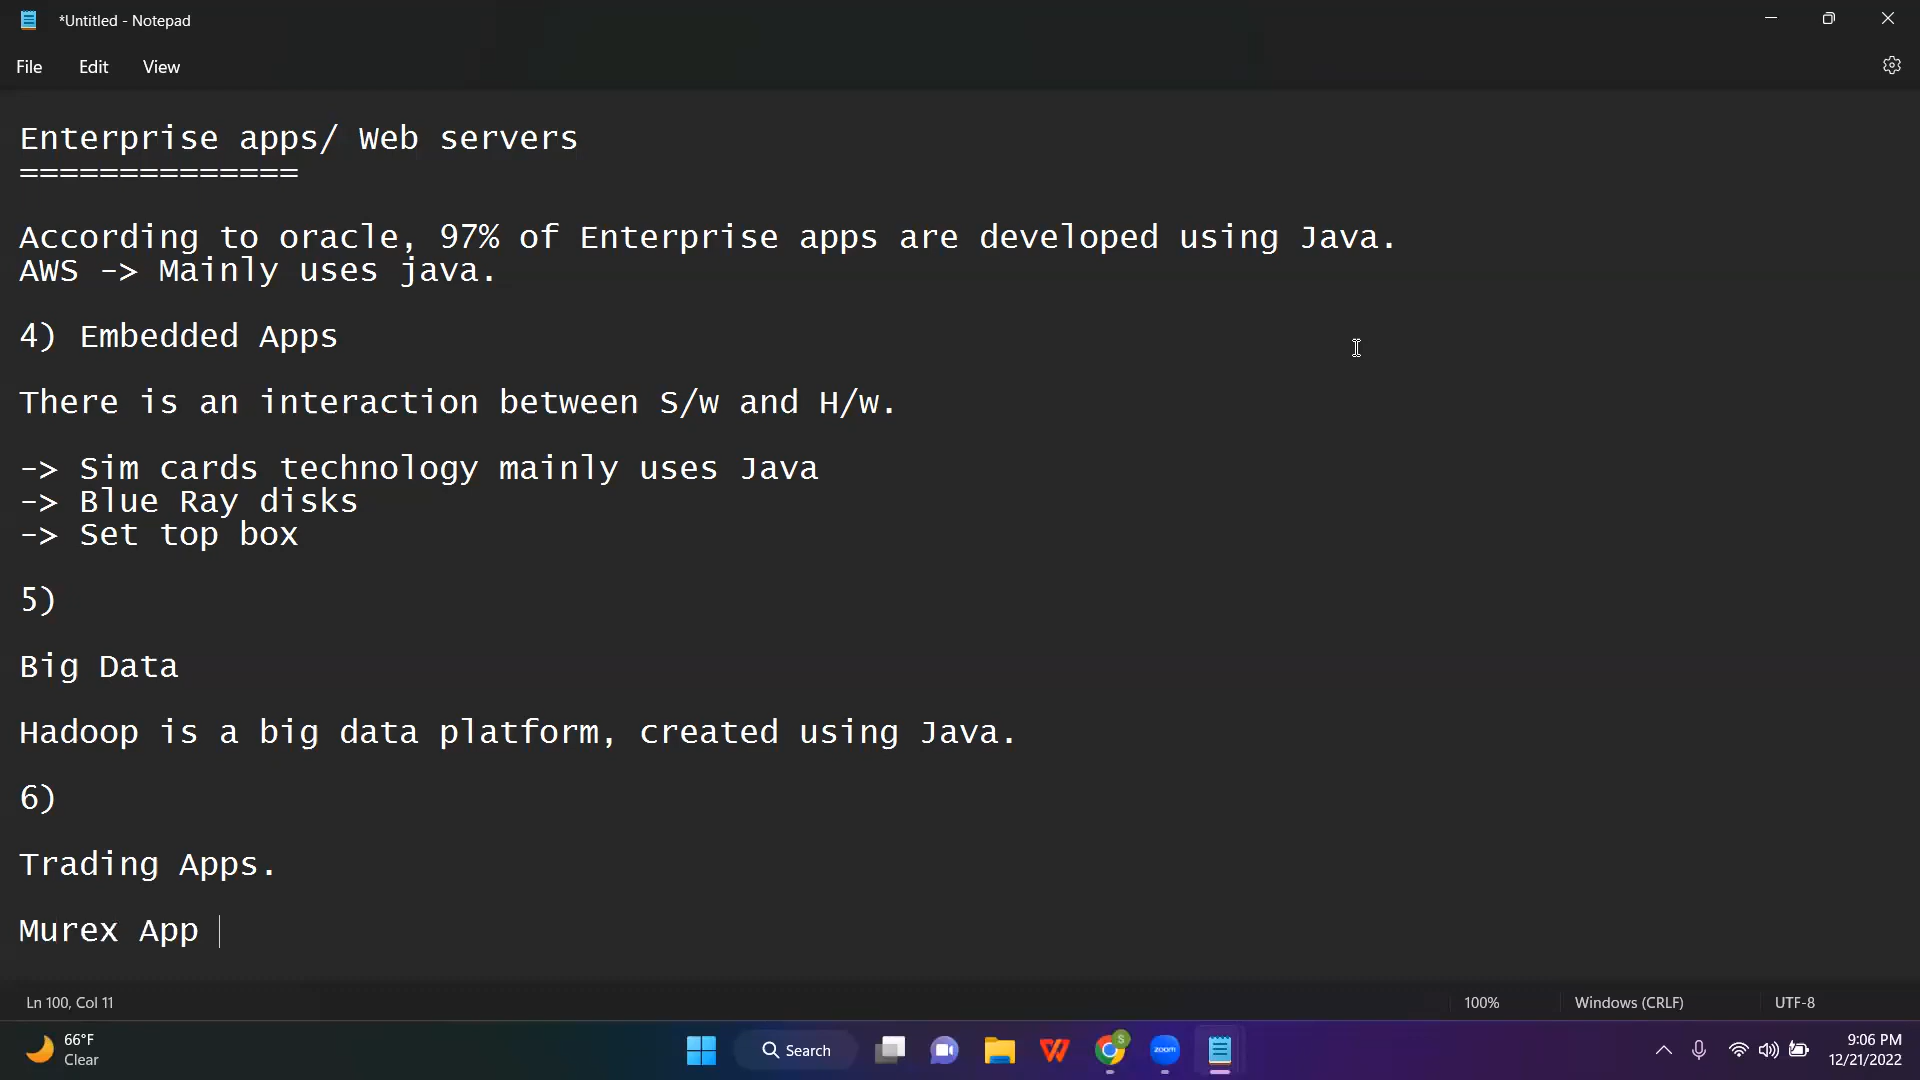 *Untitled - Notepad
File Edit View
Enterprise apps/ Web servers
==============
According to oracle, 97% of Enterprise apps are developed using Java.
AWS -> Mainly uses java.
4) Embedded Apps
There is an interaction between S/w and H/w.
-> Sim cards technology mainly uses Java
-> Blue Ray disks
-> Set top box
5)
Big Data
Hadoop is a big data platform, created using Java.
6)
Trading Apps.
Murex App
Ln 100, Col 11 100% Windows (CRLF) UTF-8
66°F
Clear
Search
S
zoom
9:06 PM
12/21/2022